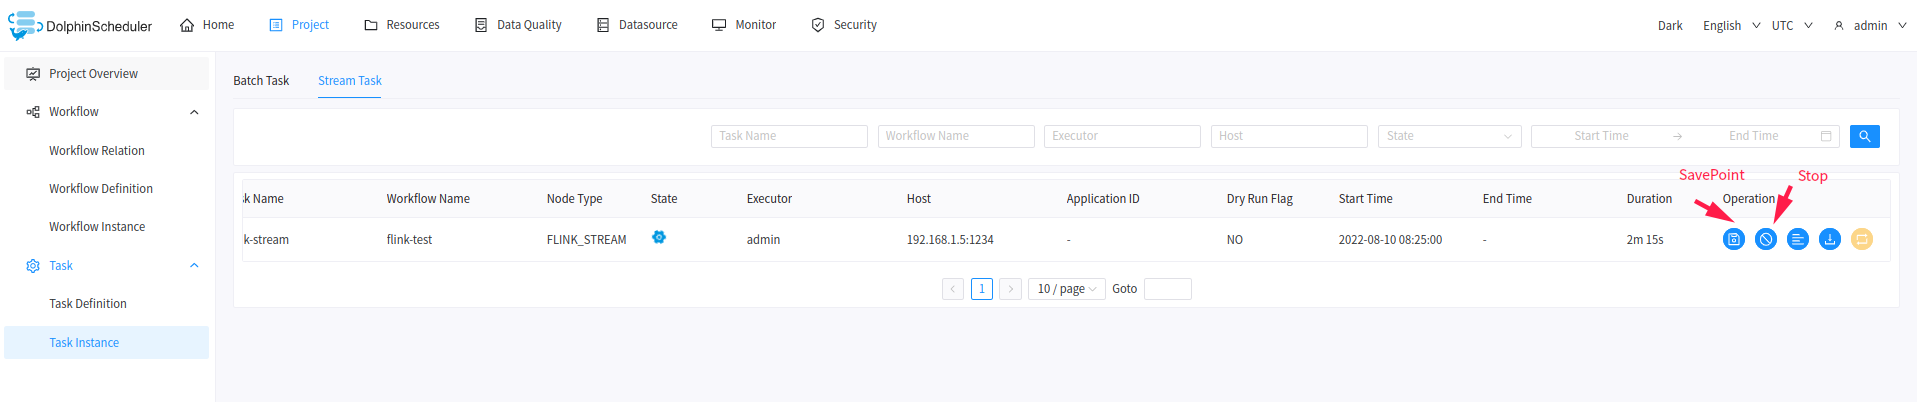 DolphinScheduler Home Project Resources Data Quality Datasource Monitor Security Dark English UTC admin
Project Overview
Workflow
Workflow Relation
Workflow Definition
Workflow Instance
Task
Task Definition
Task Instance
Batch Task Stream Task
Task Name Workflow Name Executor Host State Start Time → End Time
SavePoint Stop
k Name Workflow Name Node Type State Executor Host Application ID Dry Run Flag Start Time End Time Duration Operation
k-stream flink-test FLINK_STREAM admin 192.168.1.5:1234 - NO 2022-08-10 08:25:00 - 2m 15s
1 10 / page Goto